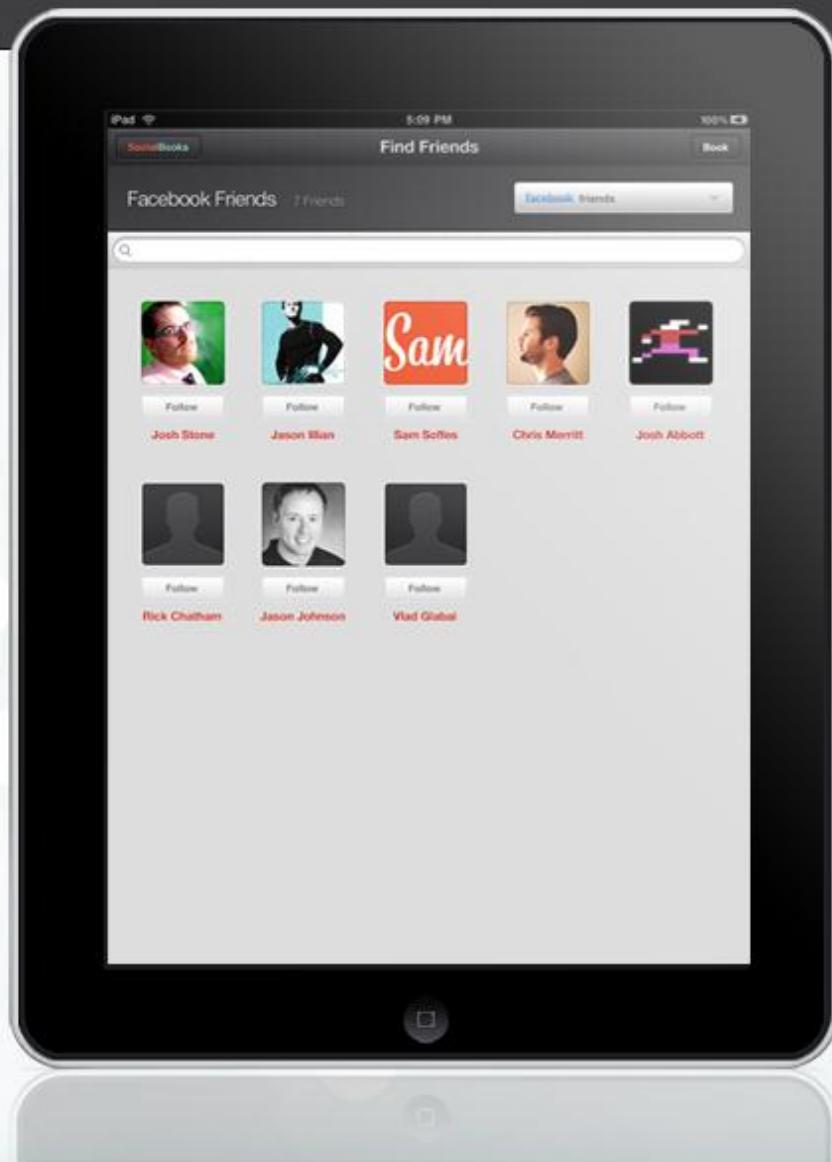 iPad 5:09 PM 100%
SocialBooks Find Friends Book
Facebook Friends 7 Friends facebook friends
Sam
Follow Follow Follow Follow Follow
Josh Stone Jason Illian Sam Soffes Chris Merritt Josh Abbott
Follow Follow Follow
Rick Chatham Jason Johnson Vlad Glabai